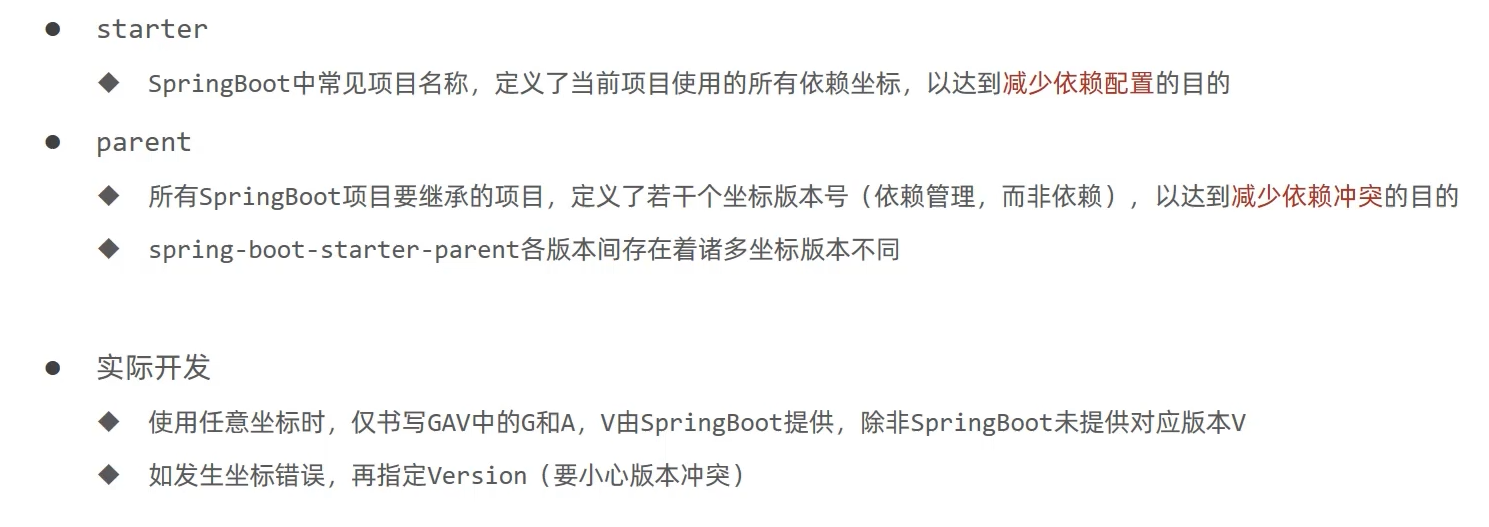 ● starter
◆ SpringBoot中常见项目名称，定义了当前项目使用的所有依赖坐标，以达到减少依赖配置的目的
● parent
◆ 所有SpringBoot项目要继承的项目，定义了若干个坐标版本号（依赖管理，而非依赖），以达到减少依赖冲突的目的
◆ spring-boot-starter-parent各版本间存在着诸多坐标版本不同
● 实际开发
◆ 使用任意坐标时，仅书写GAV中的G和A，V由SpringBoot提供，除非SpringBoot未提供对应版本V
◆ 如发生坐标错误，再指定Version（要小心版本冲突）